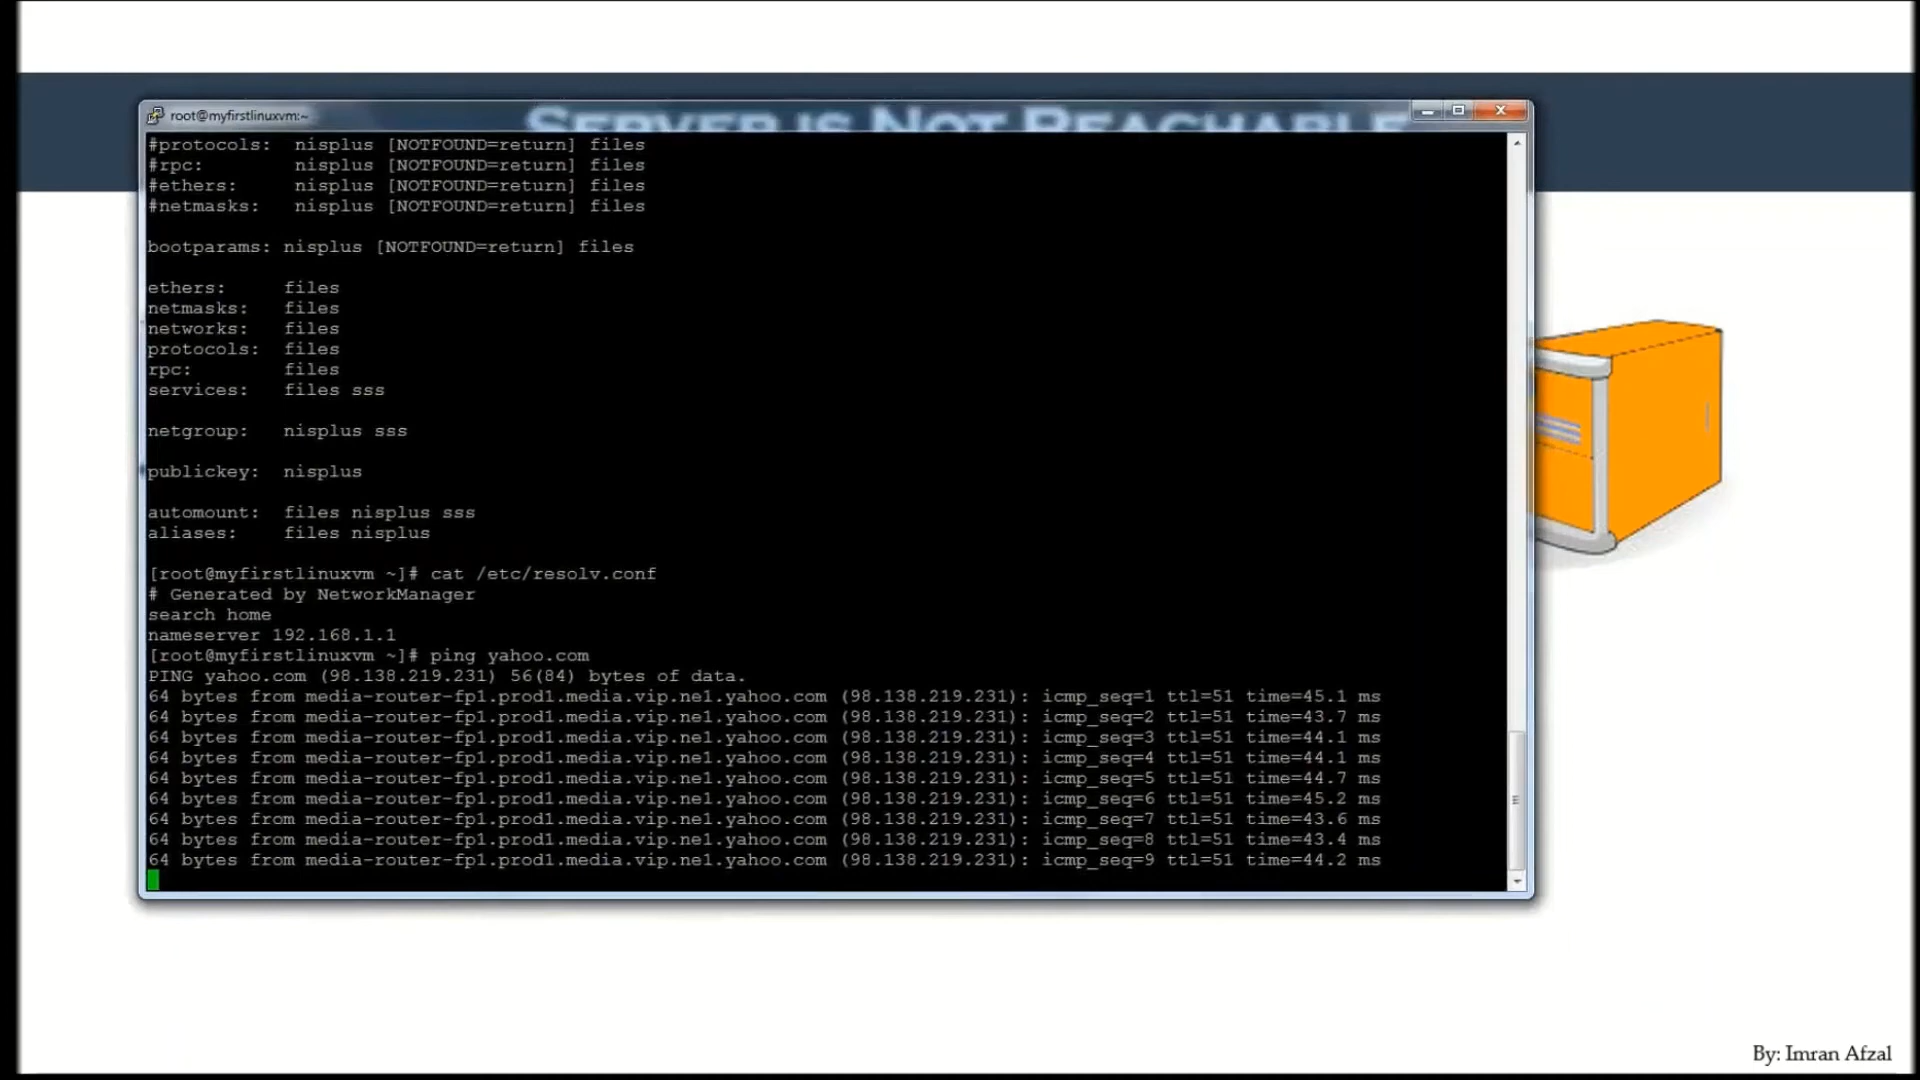 SERVER IS NOT REACHABLE
root@myfirstlinuxvm:~
#protocols: nisplus [NOTFOUND=return] files
#rpc: nisplus [NOTFOUND=return] files
#ethers: nisplus [NOTFOUND=return] files
#netmasks: nisplus [NOTFOUND=return] files
bootparams: nisplus [NOTFOUND=return] files
ethers: files
netmasks: files
networks: files
protocols: files
rpc: files
services: files sss
netgroup: nisplus sss
publickey: nisplus
automount: files nisplus sss
aliases: files nisplus
[root@myfirstlinuxvm ~]# cat /etc/resolv.conf
# Generated by NetworkManager
search home
nameserver 192.168.1.1
[root@myfirstlinuxvm ~]# ping yahoo.com
PING yahoo.com (98.138.219.231) 56(84) bytes of data.
64 bytes from media-router-fp1.prod1.media.vip.ne1.yahoo.com (98.138.219.231): icmp_seq=1 ttl=51 time=45.1 ms
64 bytes from media-router-fp1.prod1.media.vip.ne1.yahoo.com (98.138.219.231): icmp_seq=2 ttl=51 time=43.7 ms
64 bytes from media-router-fp1.prod1.media.vip.ne1.yahoo.com (98.138.219.231): icmp_seq=3 ttl=51 time=44.1 ms
64 bytes from media-router-fp1.prod1.media.vip.ne1.yahoo.com (98.138.219.231): icmp_seq=4 ttl=51 time=44.1 ms
64 bytes from media-router-fp1.prod1.media.vip.ne1.yahoo.com (98.138.219.231): icmp_seq=5 ttl=51 time=44.7 ms
64 bytes from media-router-fp1.prod1.media.vip.ne1.yahoo.com (98.138.219.231): icmp_seq=6 ttl=51 time=45.2 ms
64 bytes from media-router-fp1.prod1.media.vip.ne1.yahoo.com (98.138.219.231): icmp_seq=7 ttl=51 time=43.6 ms
64 bytes from media-router-fp1.prod1.media.vip.ne1.yahoo.com (98.138.219.231): icmp_seq=8 ttl=51 time=43.4 ms
64 bytes from media-router-fp1.prod1.media.vip.ne1.yahoo.com (98.138.219.231): icmp_seq=9 ttl=51 time=44.2 ms
By: Imran Afzal